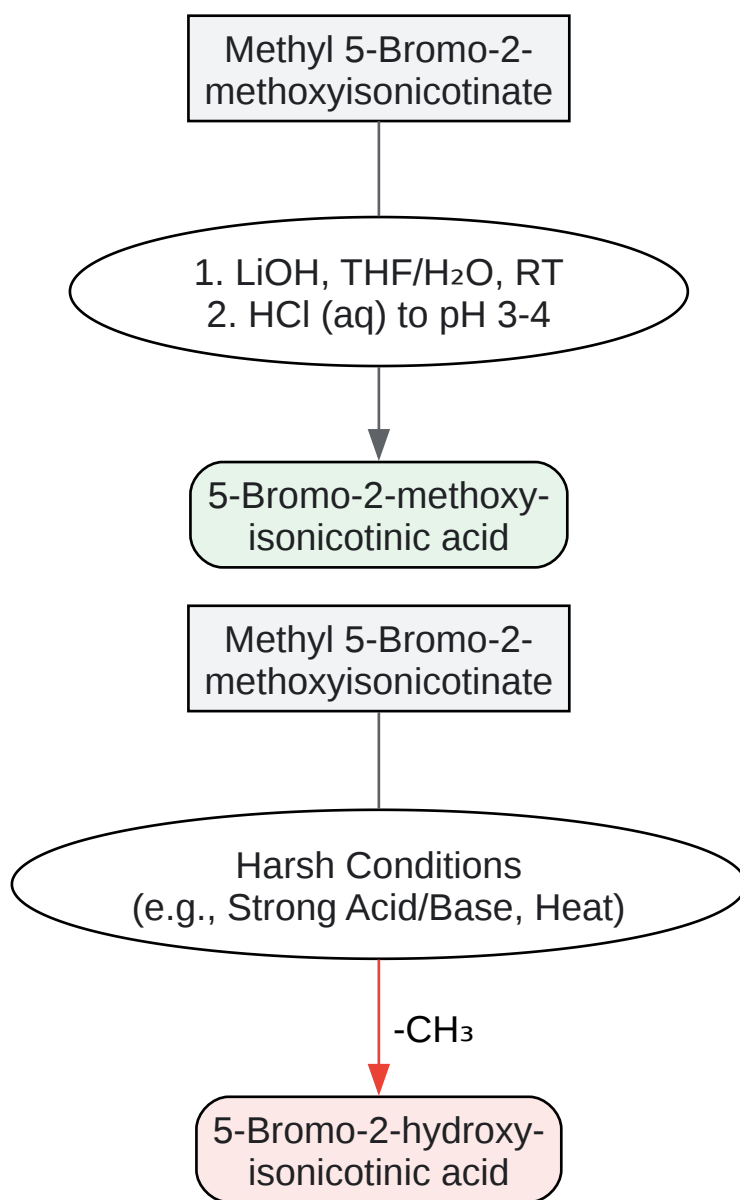 Methyl 5-Bromo-2-
methoxyisonicotinate
1. LiOH, THF/H₂O, RT
2. HCl (aq) to pH 3-4
5-Bromo-2-methoxy-
isonicotinic acid
Methyl 5-Bromo-2-
methoxyisonicotinate
Harsh Conditions
(e.g., Strong Acid/Base, Heat)
-CH₃
5-Bromo-2-hydroxy-
isonicotinic acid